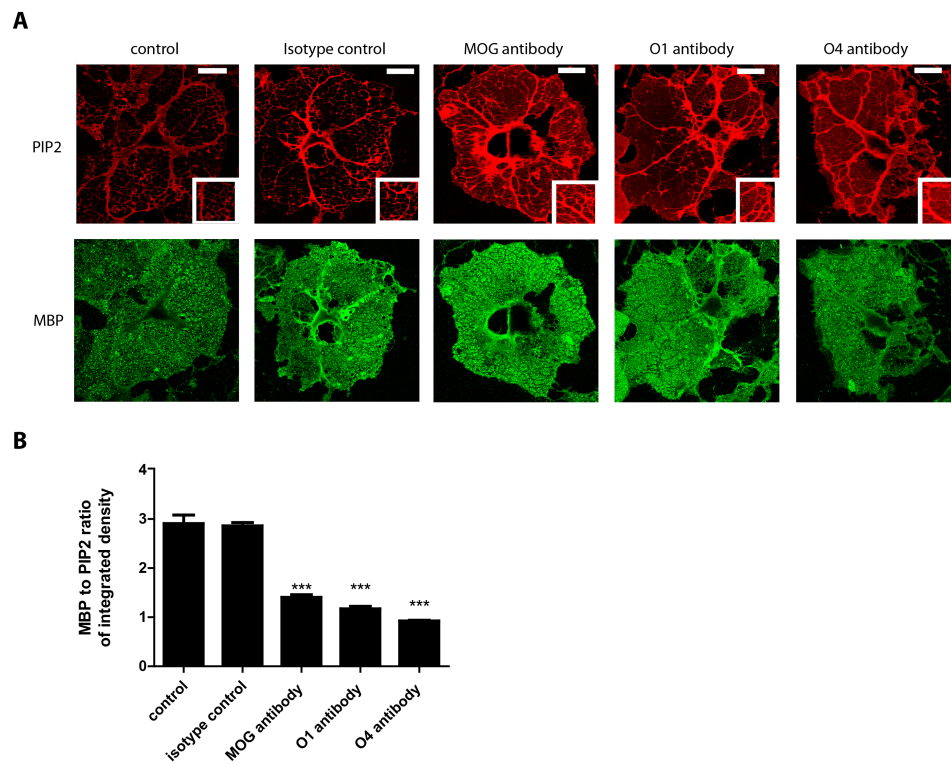 A
control
Isotype control
MOG antibody
O1 antibody
O4 antibody
PIP2
MBP
B
MBP to PIP2 ratio
of integrated density
4
3
2
1
0
***
***
***
control
isotype control
MOG antibody
O1 antibody
O4 antibody